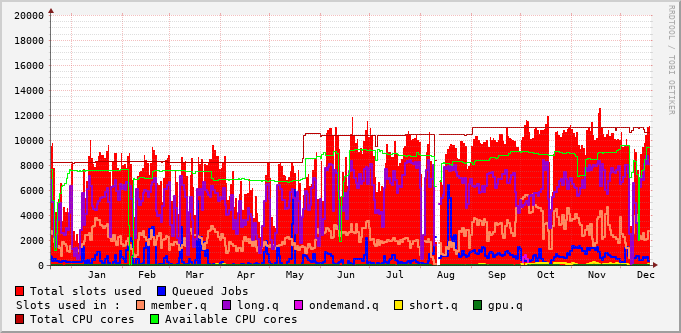 20000
18000
16000
14000
12000
10000
8000
6000
4000
2000
0
Jan Feb Mar Apr May Jun Jul Aug Sep Oct Nov Dec
RRDTOOL / TOBI OETIKER
Total slots used Queued Jobs
Slots used in : member.q long.q ondemand.q short.q gpu.q
Total CPU cores Available CPU cores